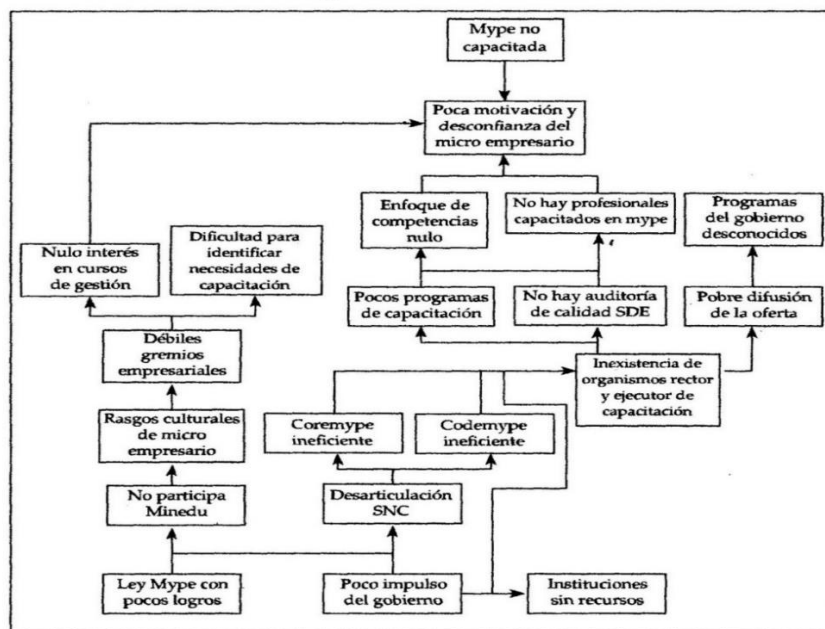 Mype no
capacitada
Poca motivación y
desconfianza del
micro empresario
Enfoque de
competencias
nulo
No hay profesionales
capacitados en mype
Programas
del gobierno
desconocidos
Nulo interés
en cursos
de gestión
Dificultad para
identificar
necesidades de
capacitación
Pocos programas
de capacitación
No hay auditoría
de calidad SDE
Pobre difusión
de la oferta
Débiles
gremios
empresariales
Inexistencia de
organismos rector
y ejecutor de
capacitación
Rasgos culturales
de micro
empresario
Coremype
ineficiente
Codemype
ineficiente
No participa
Minedu
Desarticulación
SNC
Ley Mype con
pocos logros
Poco impulso
del gobierno
Instituciones
sin recursos